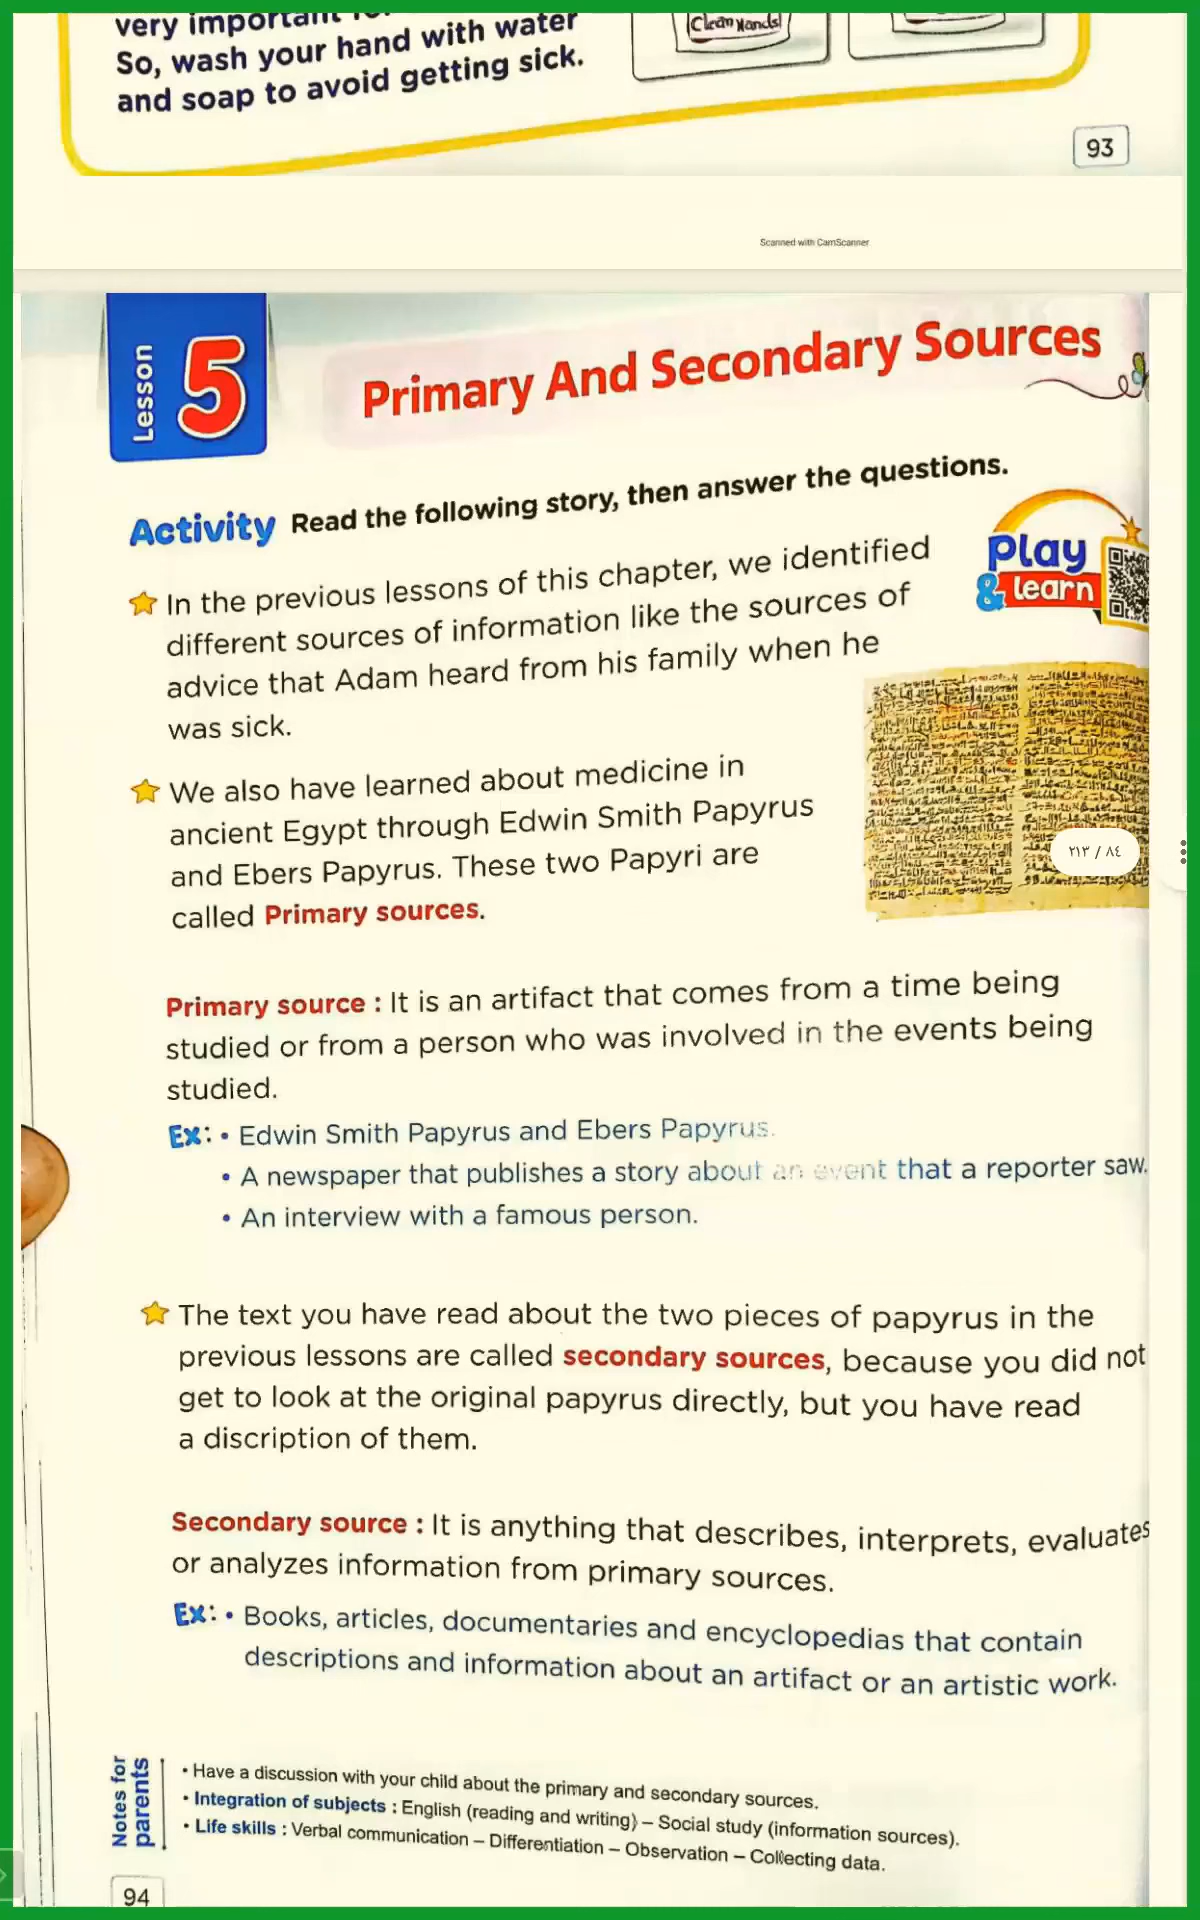 very important
So, wash your hand with water
and soap to avoid getting sick.
Clean Hands!
93
Scanned with CamScanner
Lesson 5
Primary And Secondary Sources
Activity Read the following story, then answer the questions.
Play & learn
In the previous lessons of this chapter, we identified
different sources of information like the sources of
advice that Adam heard from his family when he
was sick.
We also have learned about medicine in
ancient Egypt through Edwin Smith Papyrus
and Ebers Papyrus. These two Papyri are
called Primary sources.
٢١٣ / ٨٤
Primary source : It is an artifact that comes from a time being
studied or from a person who was involved in the events being
studied.
Ex: • Edwin Smith Papyrus and Ebers Papyrus.
• A newspaper that publishes a story about an event that a reporter saw.
• An interview with a famous person.
The text you have read about the two pieces of papyrus in the
previous lessons are called secondary sources, because you did not
get to look at the original papyrus directly, but you have read
a discription of them.
Secondary source : It is anything that describes, interprets, evaluates
or analyzes information from primary sources.
Ex: • Books, articles, documentaries and encyclopedias that contain
descriptions and information about an artifact or an artistic work.
Notes for parents
• Have a discussion with your child about the primary and secondary sources.
• Integration of subjects : English (reading and writing) – Social study (information sources).
• Life skills : Verbal communication – Differentiation – Observation – Collecting data.
94